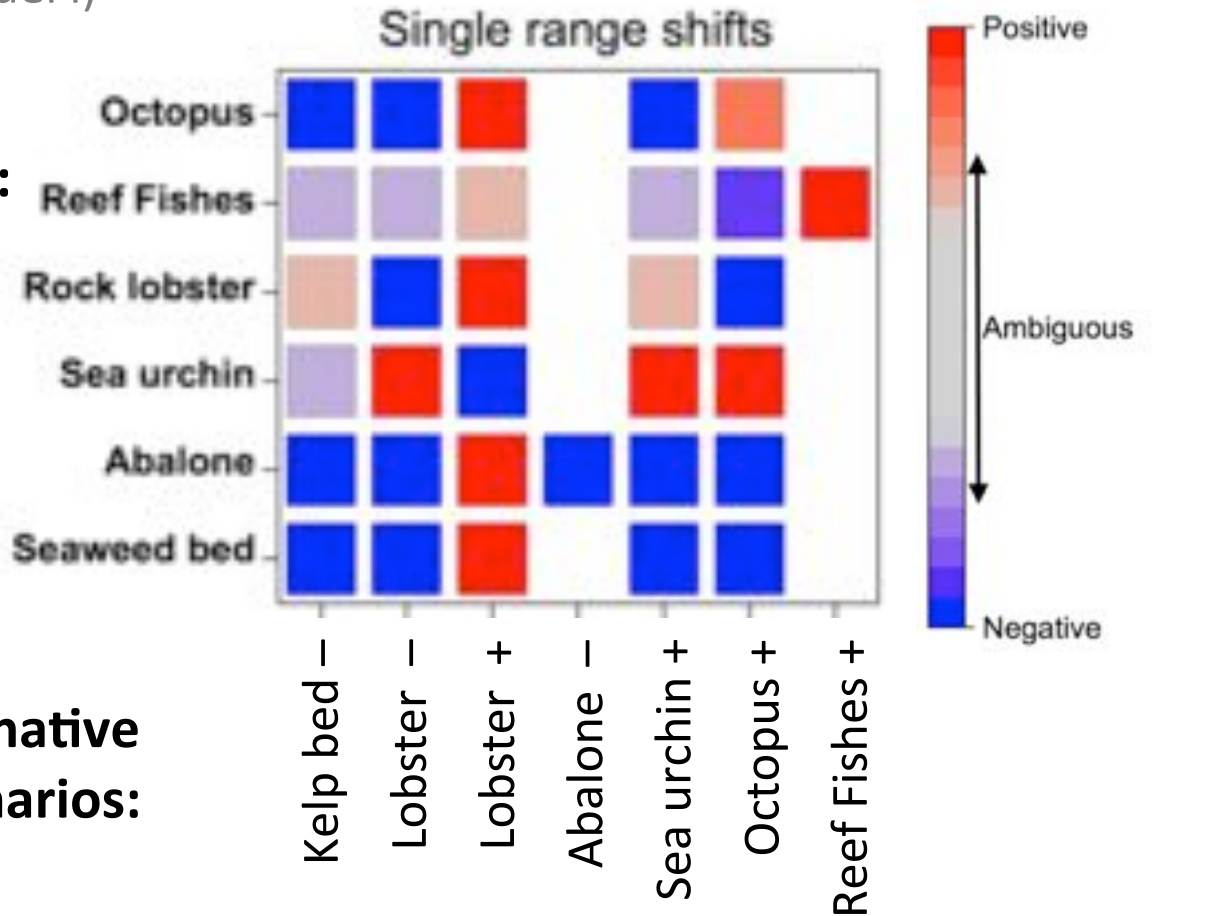 Single range shifts
Positive
Octopus
:
Reef Fishes
Rock lobster
Ambiguous
Sea urchin
Abalone
Seaweed bed
Negative
Kelp bed –
Lobster –
Lobster +
Abalone –
Sea urchin +
Octopus +
Reef Fishes +
native
narios: